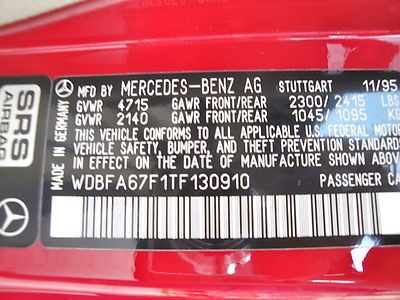 MFD BY MERCEDES-BENZ AG STUTTGART 11/95
GVWR 4715 GAWR FRONT/REAR 2300/2415 LBS
GVWR 2140 GAWR FRONT/REAR 1045/1095 KG
THIS VEHICLE CONFORMS TO ALL APPLICABLE U.S. FEDERAL MOTOR
VEHICLE SAFETY, BUMPER, AND THEFT PREVENTION STANDARDS
IN EFFECT ON THE DATE OF MANUFACTURE SHOWN ABOVE
WDBFA67F1TF130910 PASSENGER CA
MADE IN GERMANY
SRS
AIRBAG